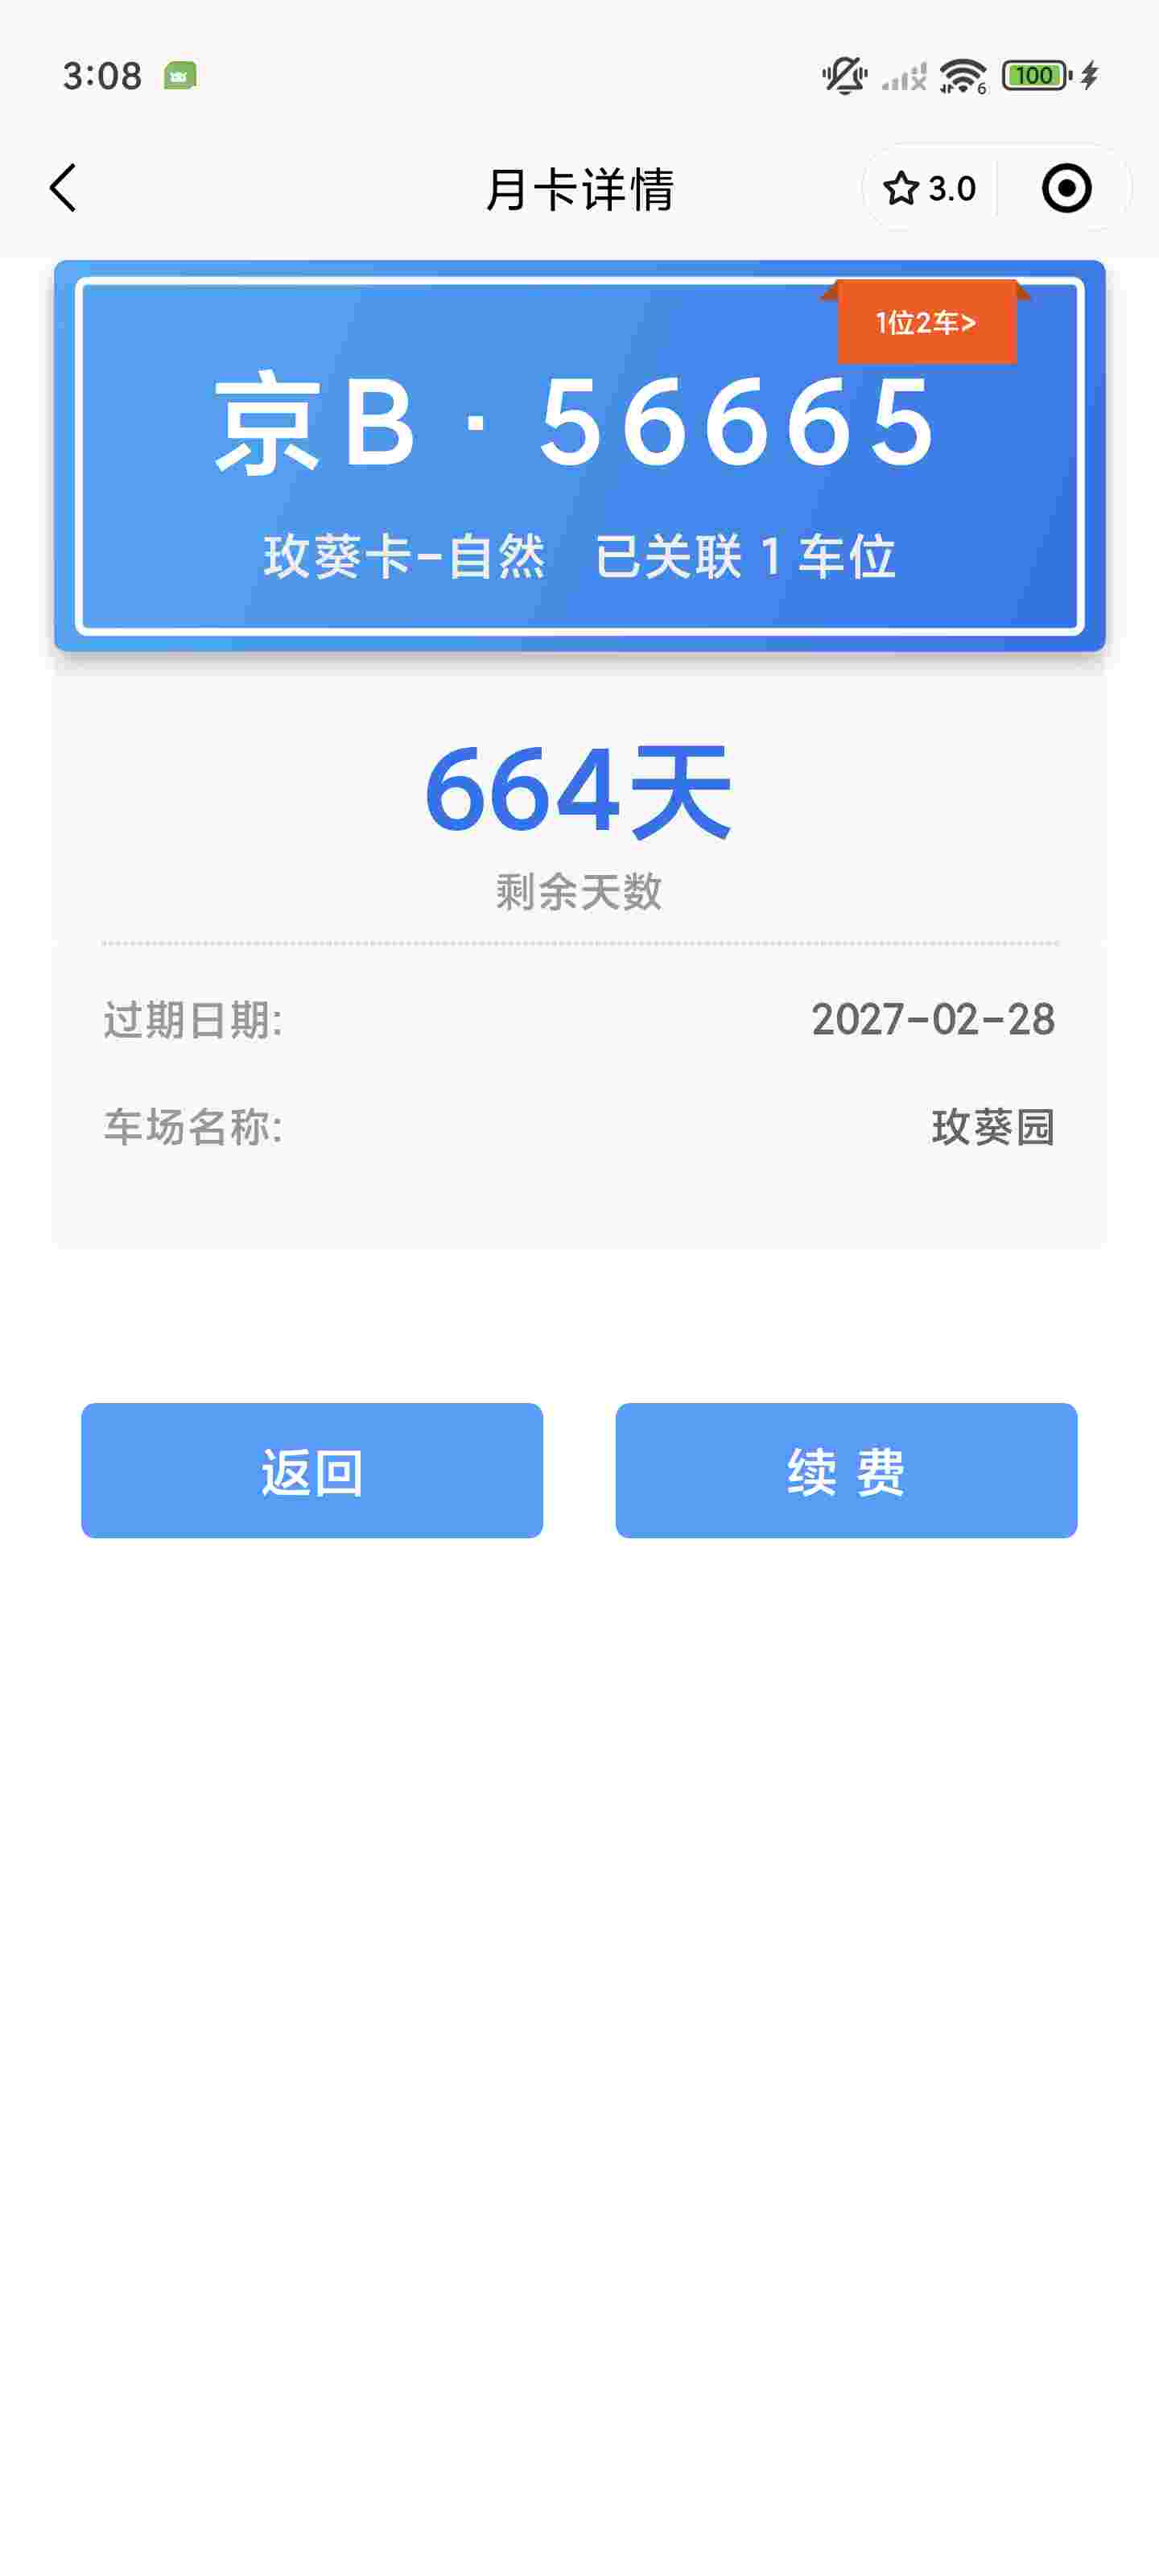 3:08
6
100
月卡详情
3.0
1位2车>
京B·56665
玫葵卡-自然 已关联 1 车位
664天
剩余天数
过期日期: 2027-02-28
车场名称: 玫葵园
返回 续 费